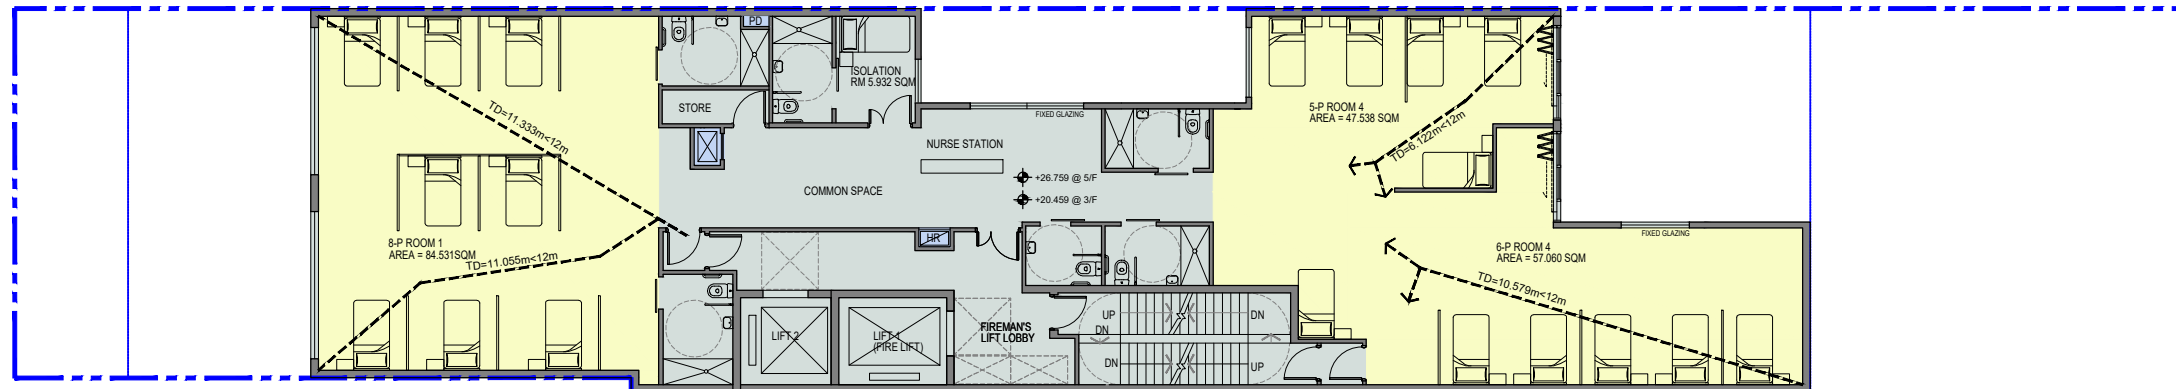 PD
ISOLATION
RM 5.932 SQM
STORE
TD=11.333m<12m
NURSE STATION
FIXED GLAZING
5-P ROOM 4
AREA = 47.538 SQM
TD=6.122m<12m
+26.759 @ 5/F
COMMON SPACE
+20.459 @ 3/F
8-P ROOM 1
AREA = 84.531SQM
TD=11.055m<12m
HR
FIXED GLAZING
6-P ROOM 4
AREA = 57.060 SQM
TD=10.579m<12m
LIFT 2
LIFT 1
(FIRE LIFT)
FIREMAN'S
LIFT LOBBY
UP
DN
DN
DN
UP